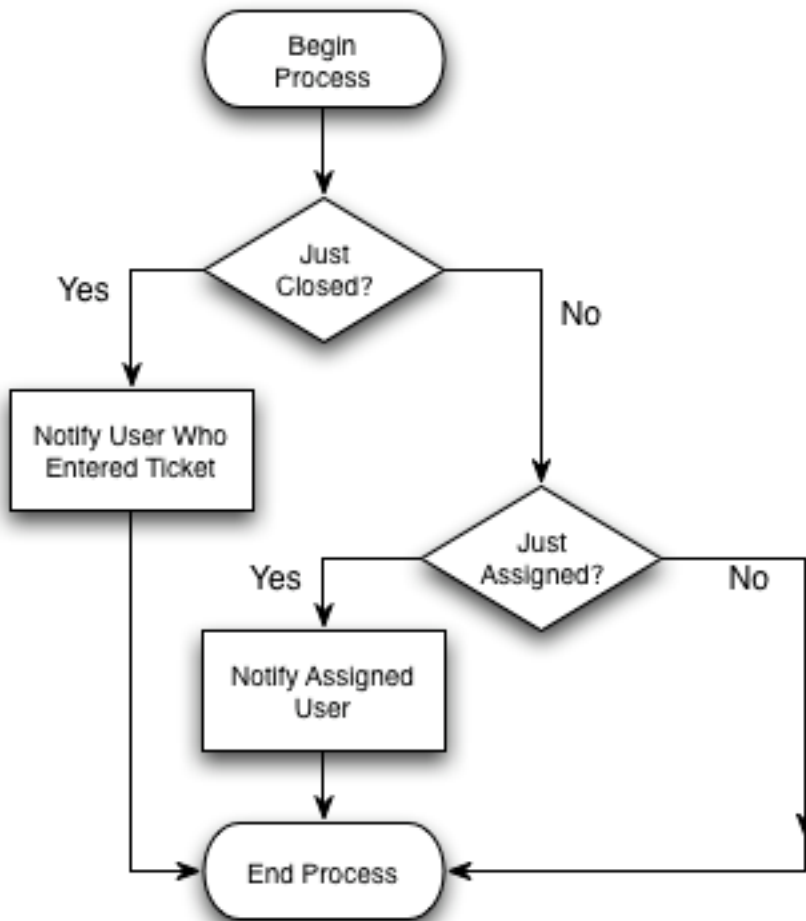 Begin
Process
Just
Closed?
Yes
No
Notify User Who
Entered Ticket
Just
Assigned?
Yes
No
Notify Assigned
User
End Process